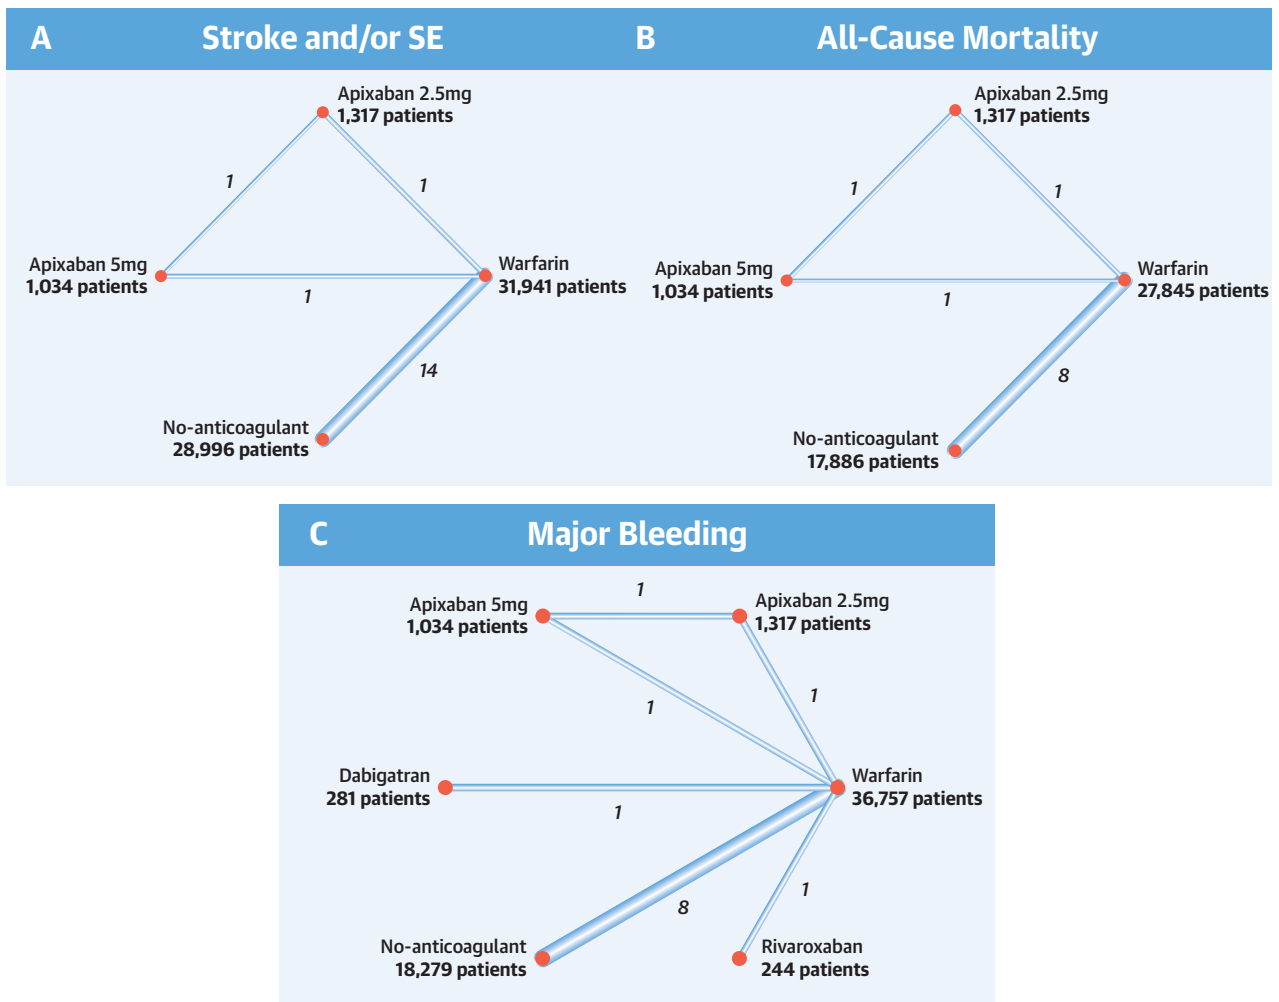 A Stroke and/or SE
Apixaban 2.5mg
1,317 patients
1
1
Apixaban 5mg
1,034 patients
Warfarin
31,941 patients
1
14
No-anticoagulant
28,996 patients
B All-Cause Mortality
Apixaban 2.5mg
1,317 patients
1
1
Apixaban 5mg
1,034 patients
Warfarin
27,845 patients
1
8
No-anticoagulant
17,886 patients
C Major Bleeding
1
Apixaban 5mg
1,034 patients
Apixaban 2.5mg
1,317 patients
1
1
Dabigatran
281 patients
Warfarin
36,757 patients
1
8
1
No-anticoagulant
18,279 patients
Rivaroxaban
244 patients